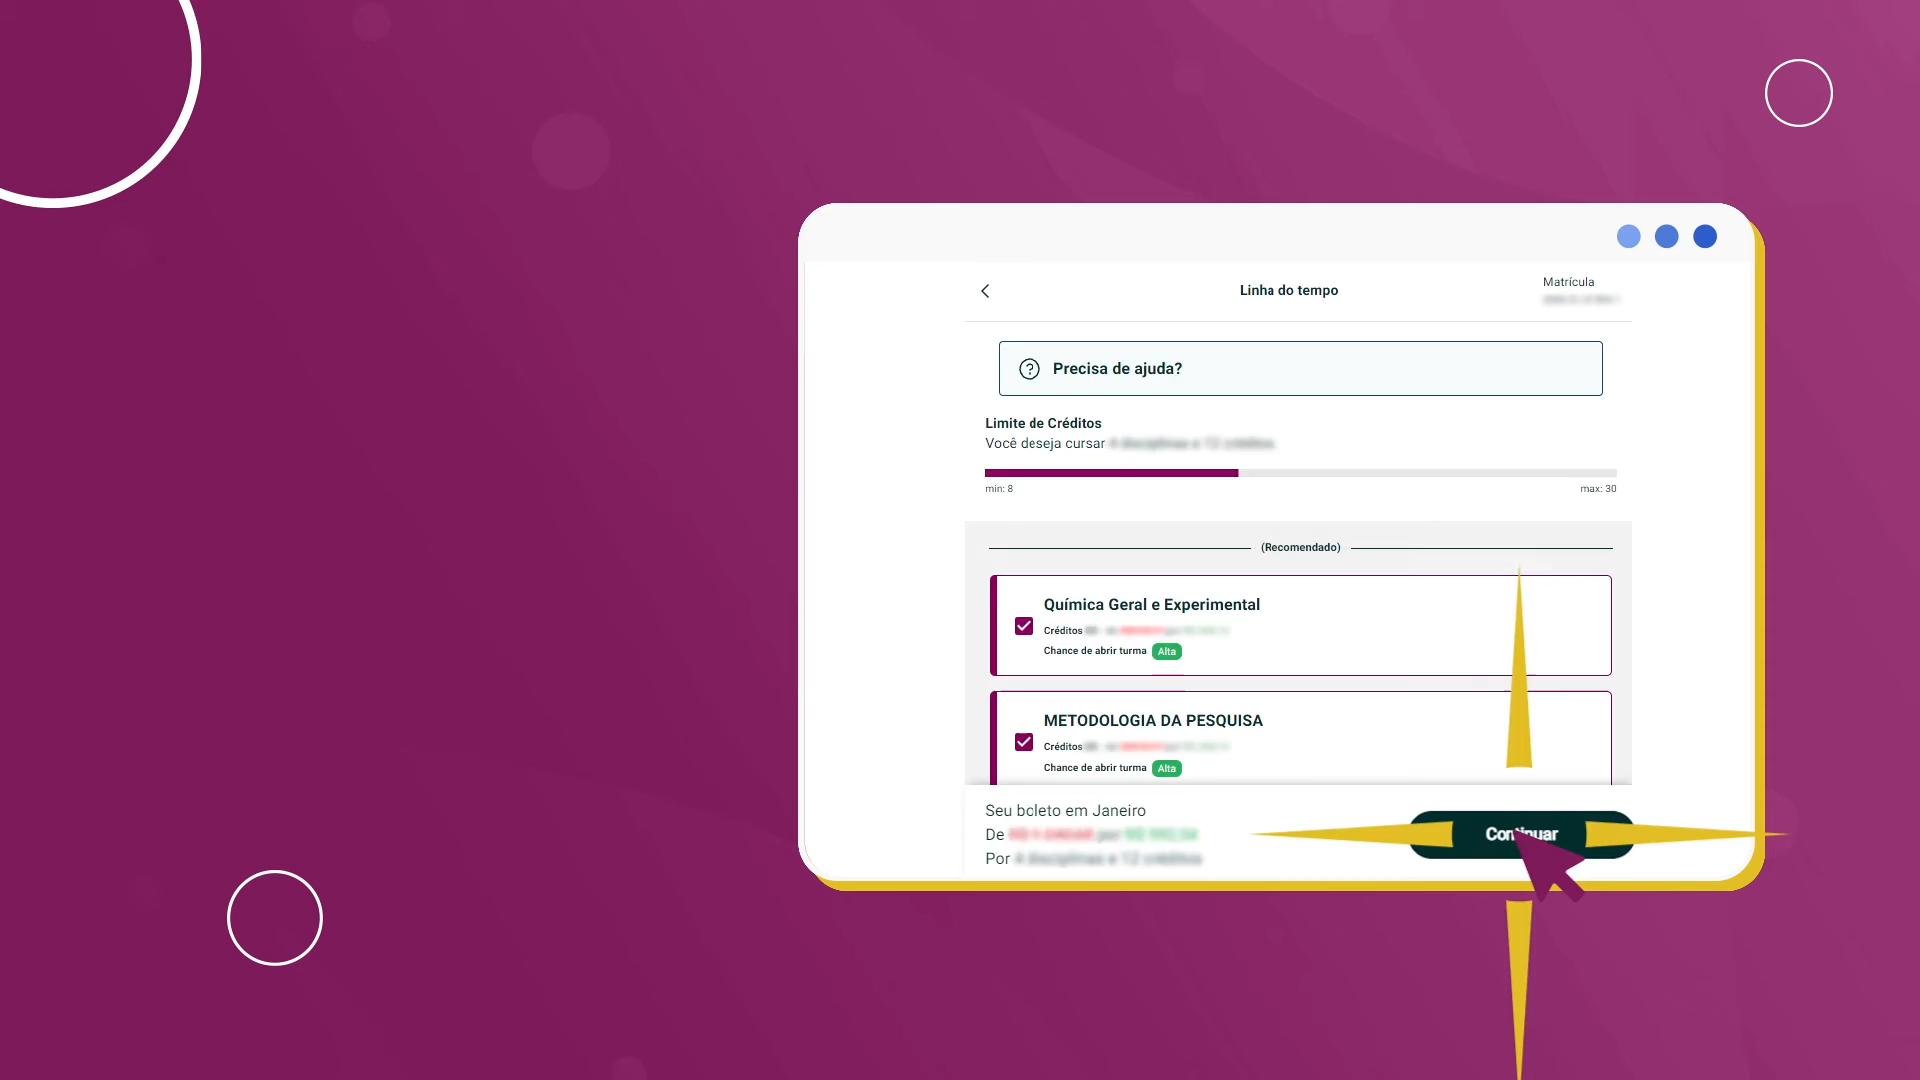 Linha do tempo
Matrícula
Precisa de ajuda?
Limite de Créditos
Você deseja cursar
min: 8
max: 30
(Recomendado)
Química Geral e Experimental
Créditos
Chance de abrir turma Alta
METODOLOGIA DA PESQUISA
Créditos
Chance de abrir turma Alta
Seu boleto em Janeiro
De por
Por
Continuar